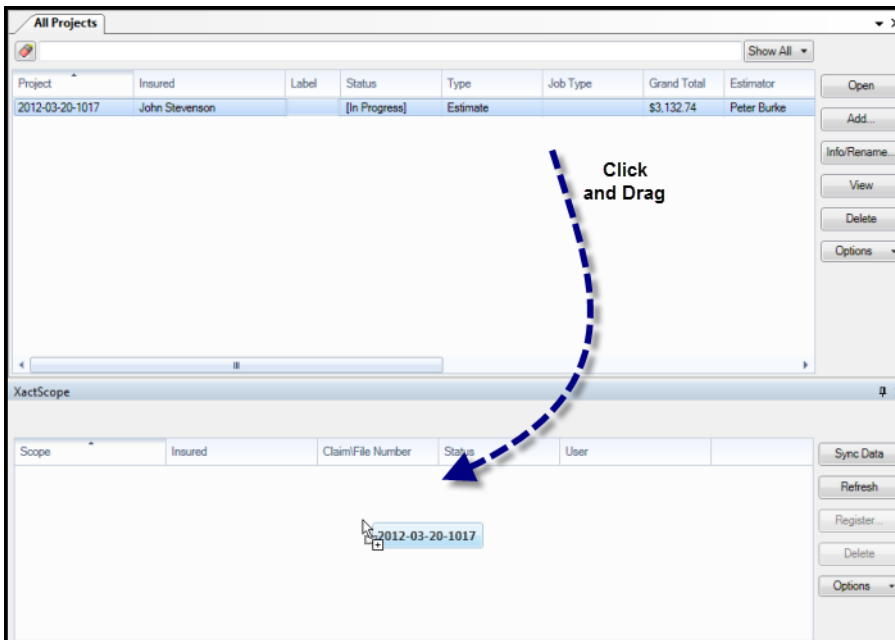 All Projects
Show All
Project Insured Label Status Type Job Type Grand Total Estimator
2012-03-20-1017 John Stevenson [In Progress] Estimate $3,132.74 Peter Burke
Open
Add...
Info/Rename...
View
Delete
Options
Click
and Drag
XactScope
Scope Insured Claim\File Number Status User
Sync Data
Refresh
Register...
Delete
Options
2012-03-20-1017